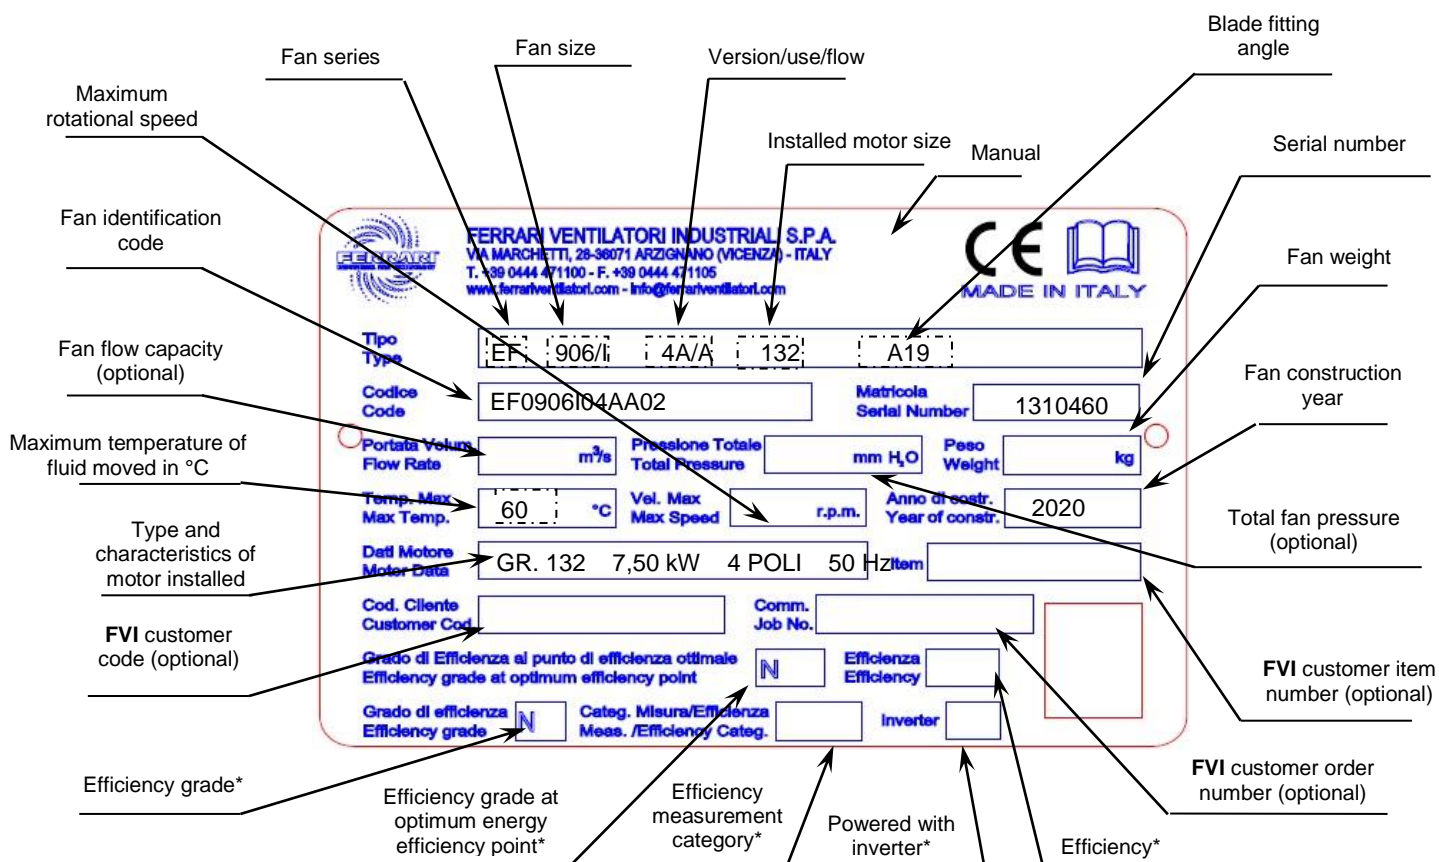 Blade fitting
angle
Fan size
Fan series
Version/use/flow
Maximum
rotational speed
Installed motor size
Manual
Serial number
Fan identification
code
FERRARI VENTILATORI INDUSTRIALI S.P.A.
VIA MARCHETTI, 28-36071 ARZIGNANO (VICENZA) - ITALY
T. +39 0444 471100 - F. +39 0444 471105
www.ferrariventilatori.com - info@ferrariventilatori.com
FERRARI
CE
MADE IN ITALY
Fan weight
Tipo
Type
EF 906/I 4A/A 132 A19
Fan flow capacity
(optional)
Codice
Code
EF0906I04AA02
Matricola
Serial Number
1310460
Fan construction
year
Maximum temperature of
fluid moved in °C
Portata Volum
Flow Rate
m³/s
Pressione Totale
Total Pressure
mm H₂O
Peso
Weight
kg
Temp. Max
Max Temp.
60 °C
Vel. Max
Max Speed
r.p.m.
Anno di costr.
Year of constr.
2020
Type and
characteristics of
motor installed
Total fan pressure
(optional)
Dati Motore
Motor Data
GR. 132 7,50 kW 4 POLI 50 Hz
Item
FVI customer
code (optional)
Cod. Cliente
Customer Cod
Comm.
Job No.
Grado di Efficienza al punto di efficienza ottimale
Efficiency grade at optimum efficiency point
N
Efficienza
Efficiency
FVI customer item
number (optional)
Grado di efficienza
Efficiency grade
N
Categ. Misura/Efficienza
Meas. /Efficiency Categ.
Inverter
Efficiency grade*
Efficiency grade at
optimum energy
efficiency point*
Efficiency
measurement
category*
Powered with
inverter*
Efficiency*
FVI customer order
number (optional)